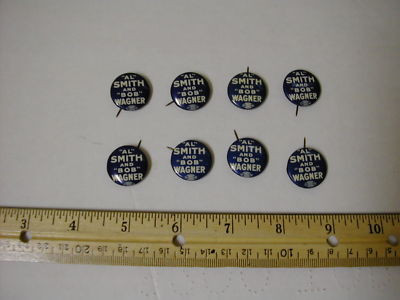 "AL"
SMITH
AND
"BOB"
WAGNER
"AL"
SMITH
AND
"BOB"
WAGNER
"AL"
SMITH
AND
"BOB"
WAGNER
"AL"
SMITH
AND
"BOB"
WAGNER
"AL"
SMITH
AND
"BOB"
WAGNER
"AL"
SMITH
AND
"BOB"
WAGNER
"AL"
SMITH
AND
"BOB"
WAGNER
"AL"
SMITH
AND
"BOB"
WAGNER
3 4 5 6 7 8 9 10